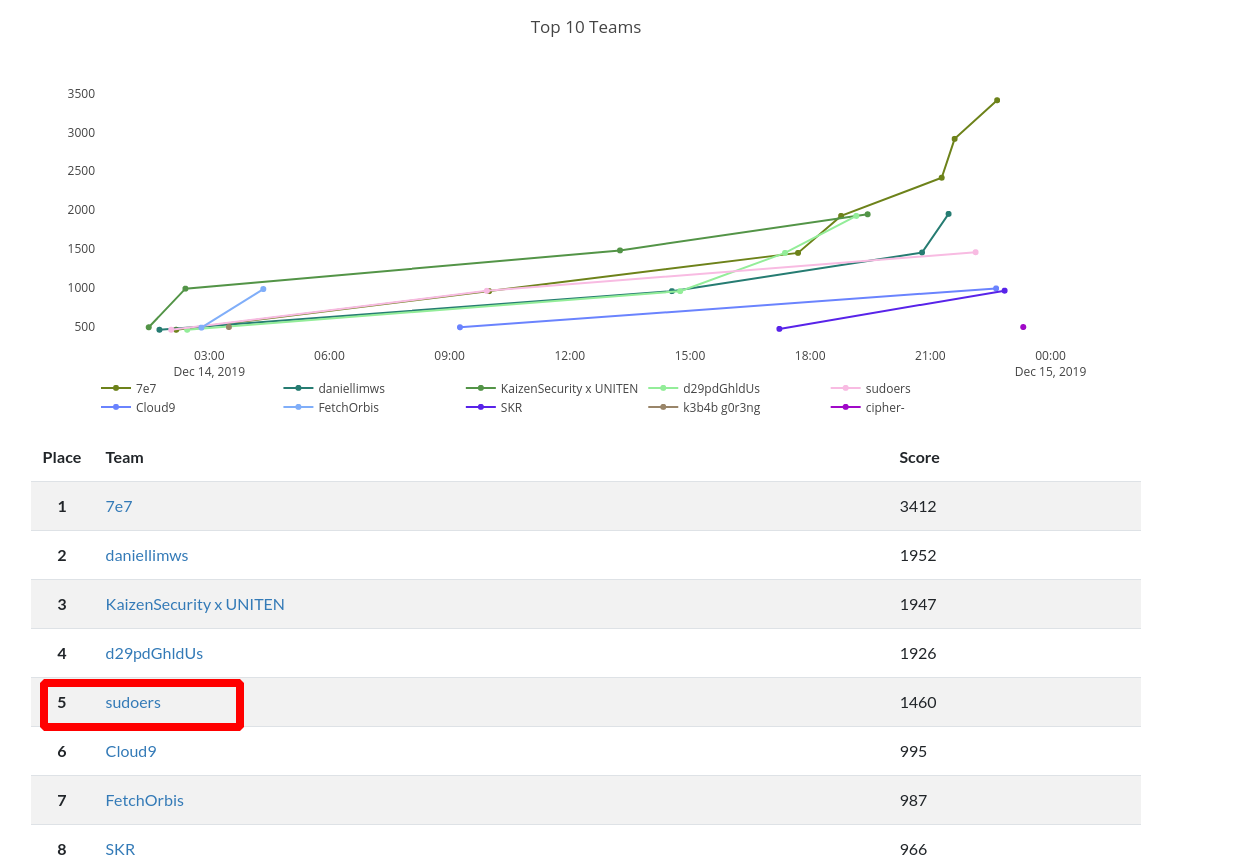 Top 10 Teams
3500
3000
2500
2000
1500
1000
500
03:00 06:00 09:00 12:00 15:00 18:00 21:00 00:00
Dec 14, 2019 Dec 15, 2019
7e7 daniellimws KaizenSecurity x UNITEN d29pdGhldUs sudoers
Cloud9 FetchOrbis SKR k3b4b g0r3ng cipher-
Place Team Score
1 7e7 3412
2 daniellimws 1952
3 KaizenSecurity x UNITEN 1947
4 d29pdGhldUs 1926
5 sudoers 1460
6 Cloud9 995
7 FetchOrbis 987
8 SKR 966